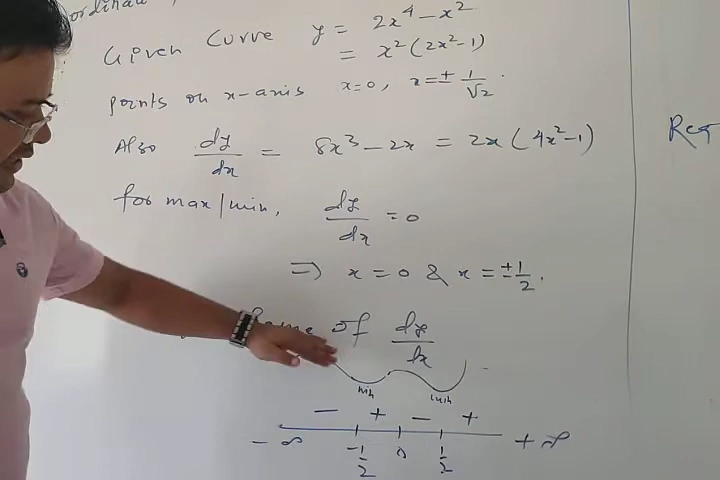 ordinate,
Given Curve y = 2x⁴ - x²
= x² (2x² - 1)
points on x-axis x = 0, x = ± 1/√2 .
Also dy/dx = 8x³ - 2x = 2x (4x² - 1)
for max/min, dy/dx = 0
⇒ x = 0 & x = ± 1/2 .
of dy/dx
min min
- + - +
- ∞ -1/2 0 1/2 + ∞